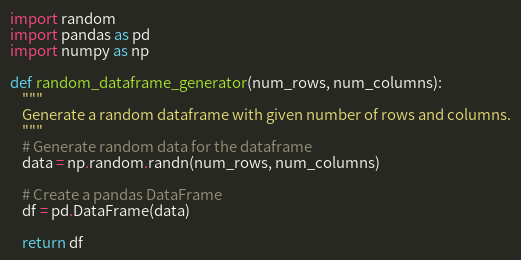 import random
import pandas as pd
import numpy as np

def random_dataframe_generator(num_rows, num_columns):
    """
    Generate a random dataframe with given number of rows and columns.
    """
    # Generate random data for the dataframe
    data = np.random.randn(num_rows, num_columns)

    # Create a pandas DataFrame
    df = pd.DataFrame(data)

    return df